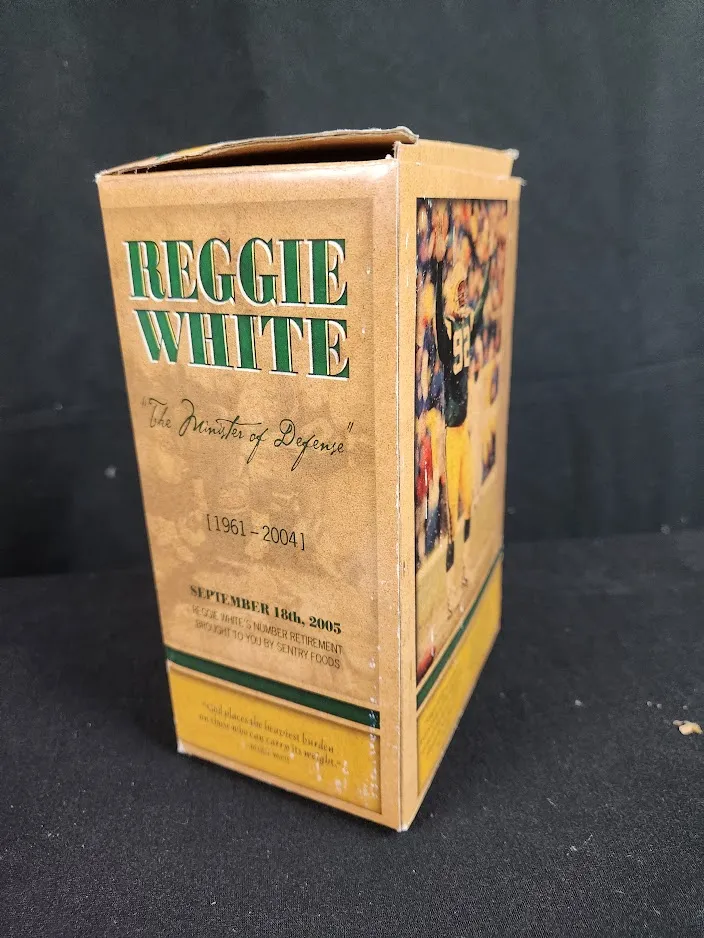 REGGIE
WHITE
"The Minister of Defense"
[1961 – 2004]
SEPTEMBER 18th, 2005
REGGIE WHITE'S NUMBER RETIREMENT
BROUGHT TO YOU BY SENTRY FOODS
"God places the heaviest burden
on those who can carry its weight."
92